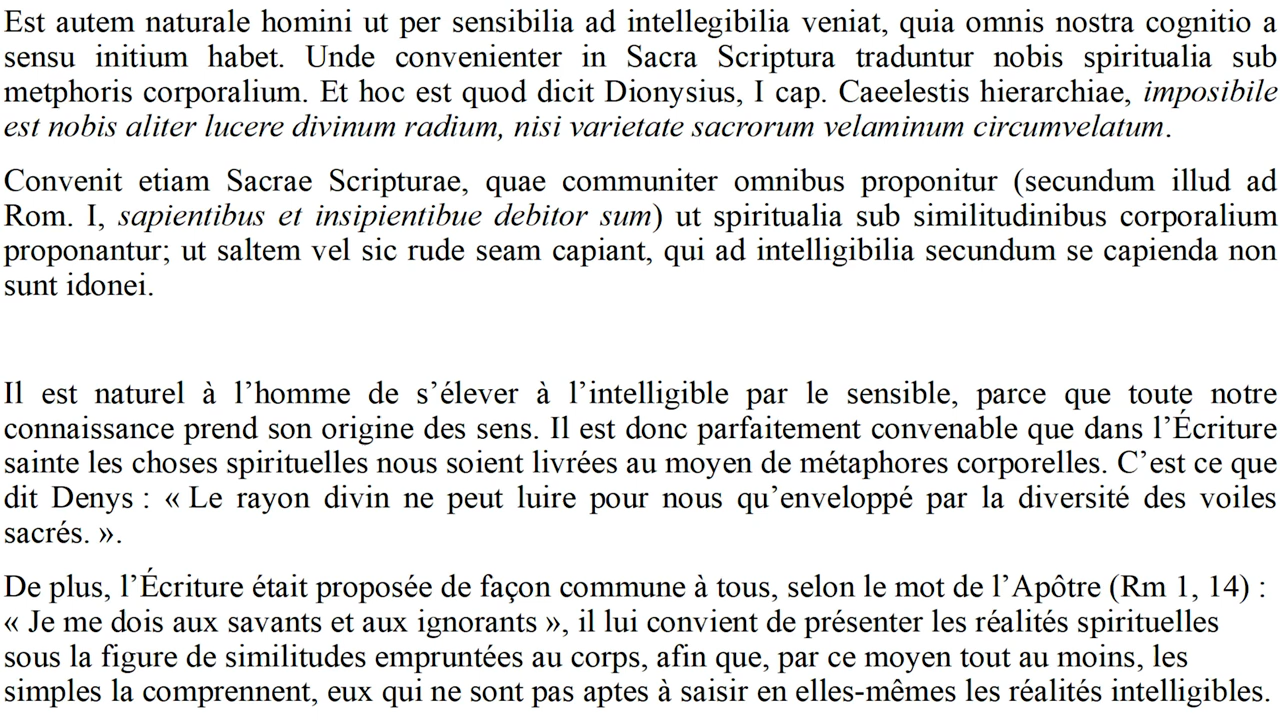 Est autem naturale homini ut per sensibilia ad intellegibilia veniat, quia omnis nostra cognitio a
sensu initium habet. Unde convenienter in Sacra Scriptura traduntur nobis spiritualia sub
metphoris corporalium. Et hoc est quod dicit Dionysius, I cap. Caeelestis hierarchiae, imposibile
est nobis aliter lucere divinum radium, nisi varietate sacrorum velaminum circumvelatum.
Convenit etiam Sacrae Scripturae, quae communiter omnibus proponitur (secundum illud ad
Rom. I, sapientibus et insipientibue debitor sum) ut spiritualia sub similitudinibus corporalium
proponantur; ut saltem vel sic rude seam capiant, qui ad intelligibilia secundum se capienda non
sunt idonei.
Il est naturel à l’homme de s’élever à l’intelligible par le sensible, parce que toute notre
connaissance prend son origine des sens. Il est donc parfaitement convenable que dans l’Écriture
sainte les choses spirituelles nous soient livrées au moyen de métaphores corporelles. C’est ce que
dit Denys : « Le rayon divin ne peut luire pour nous qu’enveloppé par la diversité des voiles
sacrés. ».
De plus, l’Écriture était proposée de façon commune à tous, selon le mot de l’Apôtre (Rm 1, 14) :
« Je me dois aux savants et aux ignorants », il lui convient de présenter les réalités spirituelles
sous la figure de similitudes empruntées au corps, afin que, par ce moyen tout au moins, les
simples la comprennent, eux qui ne sont pas aptes à saisir en elles-mêmes les réalités intelligibles.